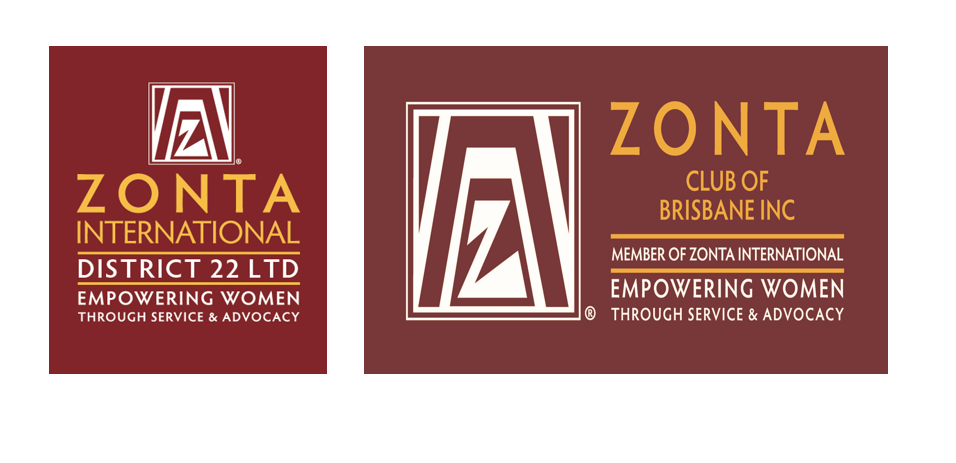 Z
®
ZONTA
INTERNATIONAL
DISTRICT 22 LTD
EMPOWERING WOMEN
THROUGH SERVICE & ADVOCACY
Z
®
ZONTA
CLUB OF
BRISBANE INC
MEMBER OF ZONTA INTERNATIONAL
EMPOWERING WOMEN
THROUGH SERVICE & ADVOCACY